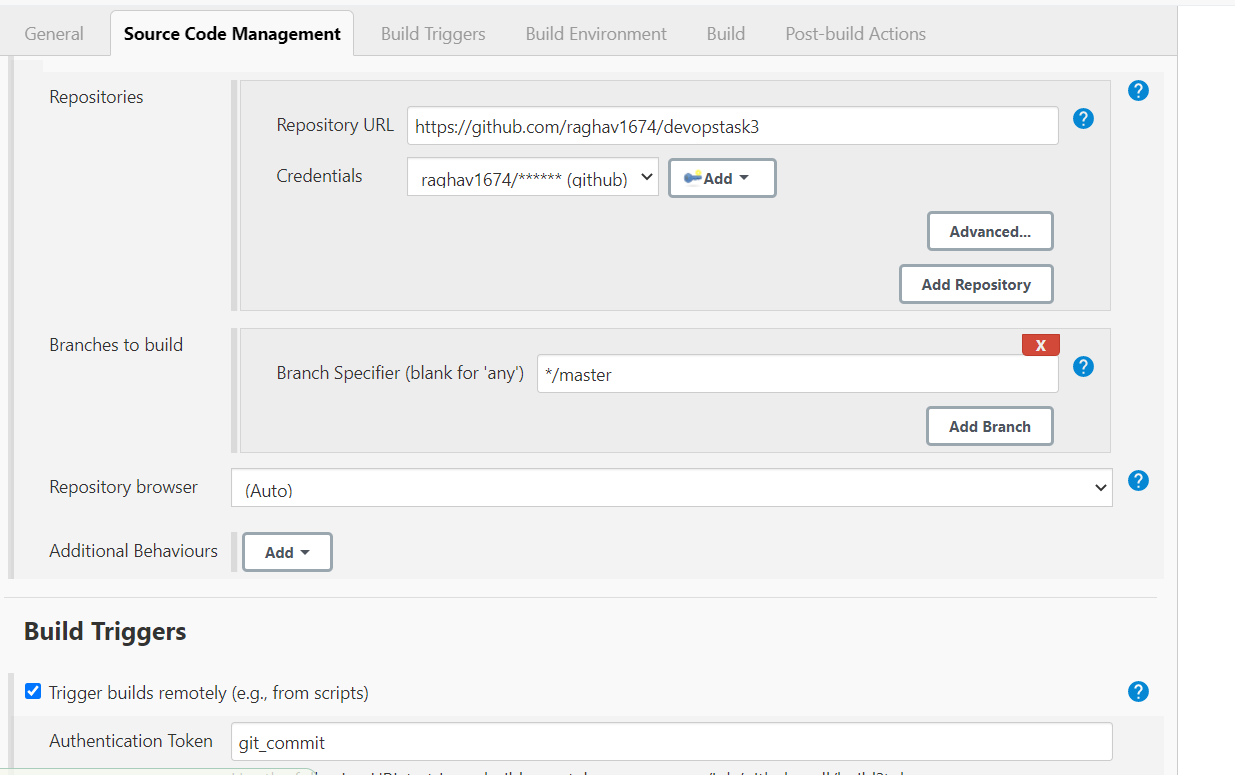 General Source Code Management Build Triggers Build Environment Build Post-build Actions
Repositories
?
Repository URL https://github.com/raghav1674/devopstask3 ?
Credentials raghav1674/****** (github) Add
Advanced...
Add Repository
Branches to build
X
Branch Specifier (blank for 'any') */master ?
Add Branch
Repository browser (Auto) ?
Additional Behaviours Add
Build Triggers
Trigger builds remotely (e.g., from scripts) ?
Authentication Token git_commit